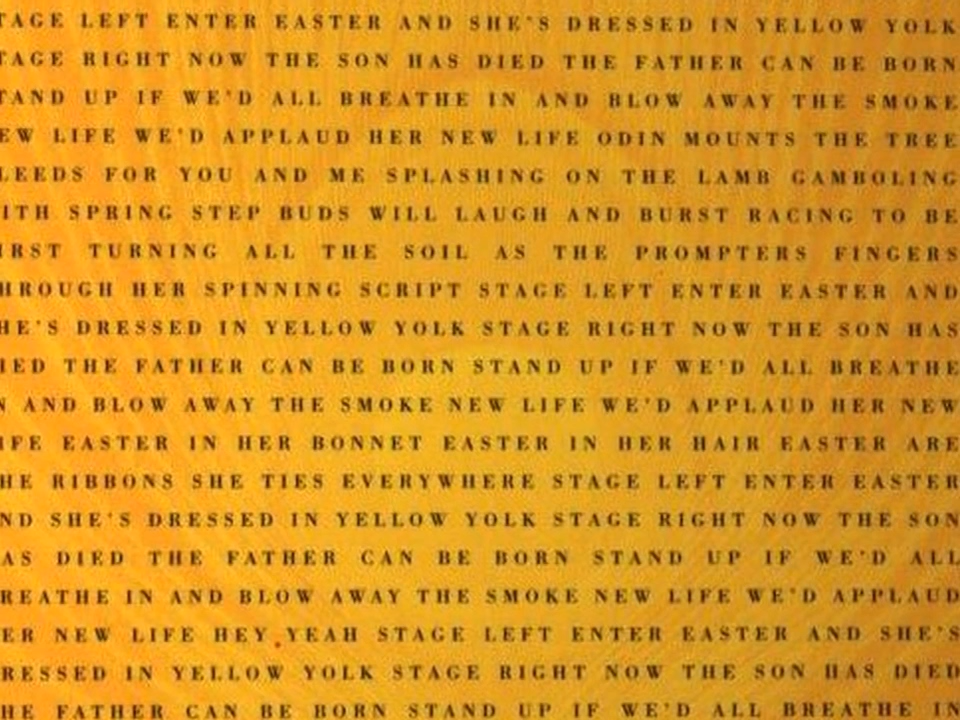 TAGE LEFT ENTER EASTER AND SHE'S DRESSED IN YELLOW YOLK
TAGE RIGHT NOW THE SON HAS DIED THE FATHER CAN BE BORN
TAND UP IF WE'D ALL BREATHE IN AND BLOW AWAY THE SMOKE
EW LIFE WE'D APPLAUD HER NEW LIFE ODIN MOUNTS THE TREE
LEEDS FOR YOU AND ME SPLASHING ON THE LAMB GAMBOLING
ITH SPRING STEP BUDS WILL LAUGH AND BURST RACING TO BE
IRST TURNING ALL THE SOIL AS THE PROMPTERS FINGERS
HROUGH HER SPINNING SCRIPT STAGE LEFT ENTER EASTER AND
HE'S DRESSED IN YELLOW YOLK STAGE RIGHT NOW THE SON HAS
IED THE FATHER CAN BE BORN STAND UP IF WE'D ALL BREATHE
N AND BLOW AWAY THE SMOKE NEW LIFE WE'D APPLAUD HER NEW
IFE EASTER IN HER BONNET EASTER IN HER HAIR EASTER ARE
HE RIBBONS SHE TIES EVERYWHERE STAGE LEFT ENTER EASTER
ND SHE'S DRESSED IN YELLOW YOLK STAGE RIGHT NOW THE SON
AS DIED THE FATHER CAN BE BORN STAND UP IF WE'D ALL
REATHE IN AND BLOW AWAY THE SMOKE NEW LIFE WE'D APPLAUD
ER NEW LIFE HEY YEAH STAGE LEFT ENTER EASTER AND SHE'S
RESSED IN YELLOW YOLK STAGE RIGHT NOW THE SON HAS DIED
HE FATHER CAN BE BORN STAND UP IF WE'D ALL BREATHE IN